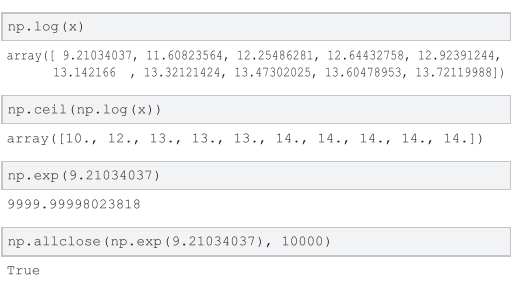 np.log(x)
array([ 9.21034037, 11.60823564, 12.25486281, 12.64432758, 12.92391244,
13.142166  , 13.32121424, 13.47302025, 13.60478953, 13.72119988])
np.ceil(np.log(x))
array([10., 12., 13., 13., 13., 14., 14., 14., 14., 14.])
np.exp(9.21034037)
9999.99998023818
np.allclose(np.exp(9.21034037), 10000)
True